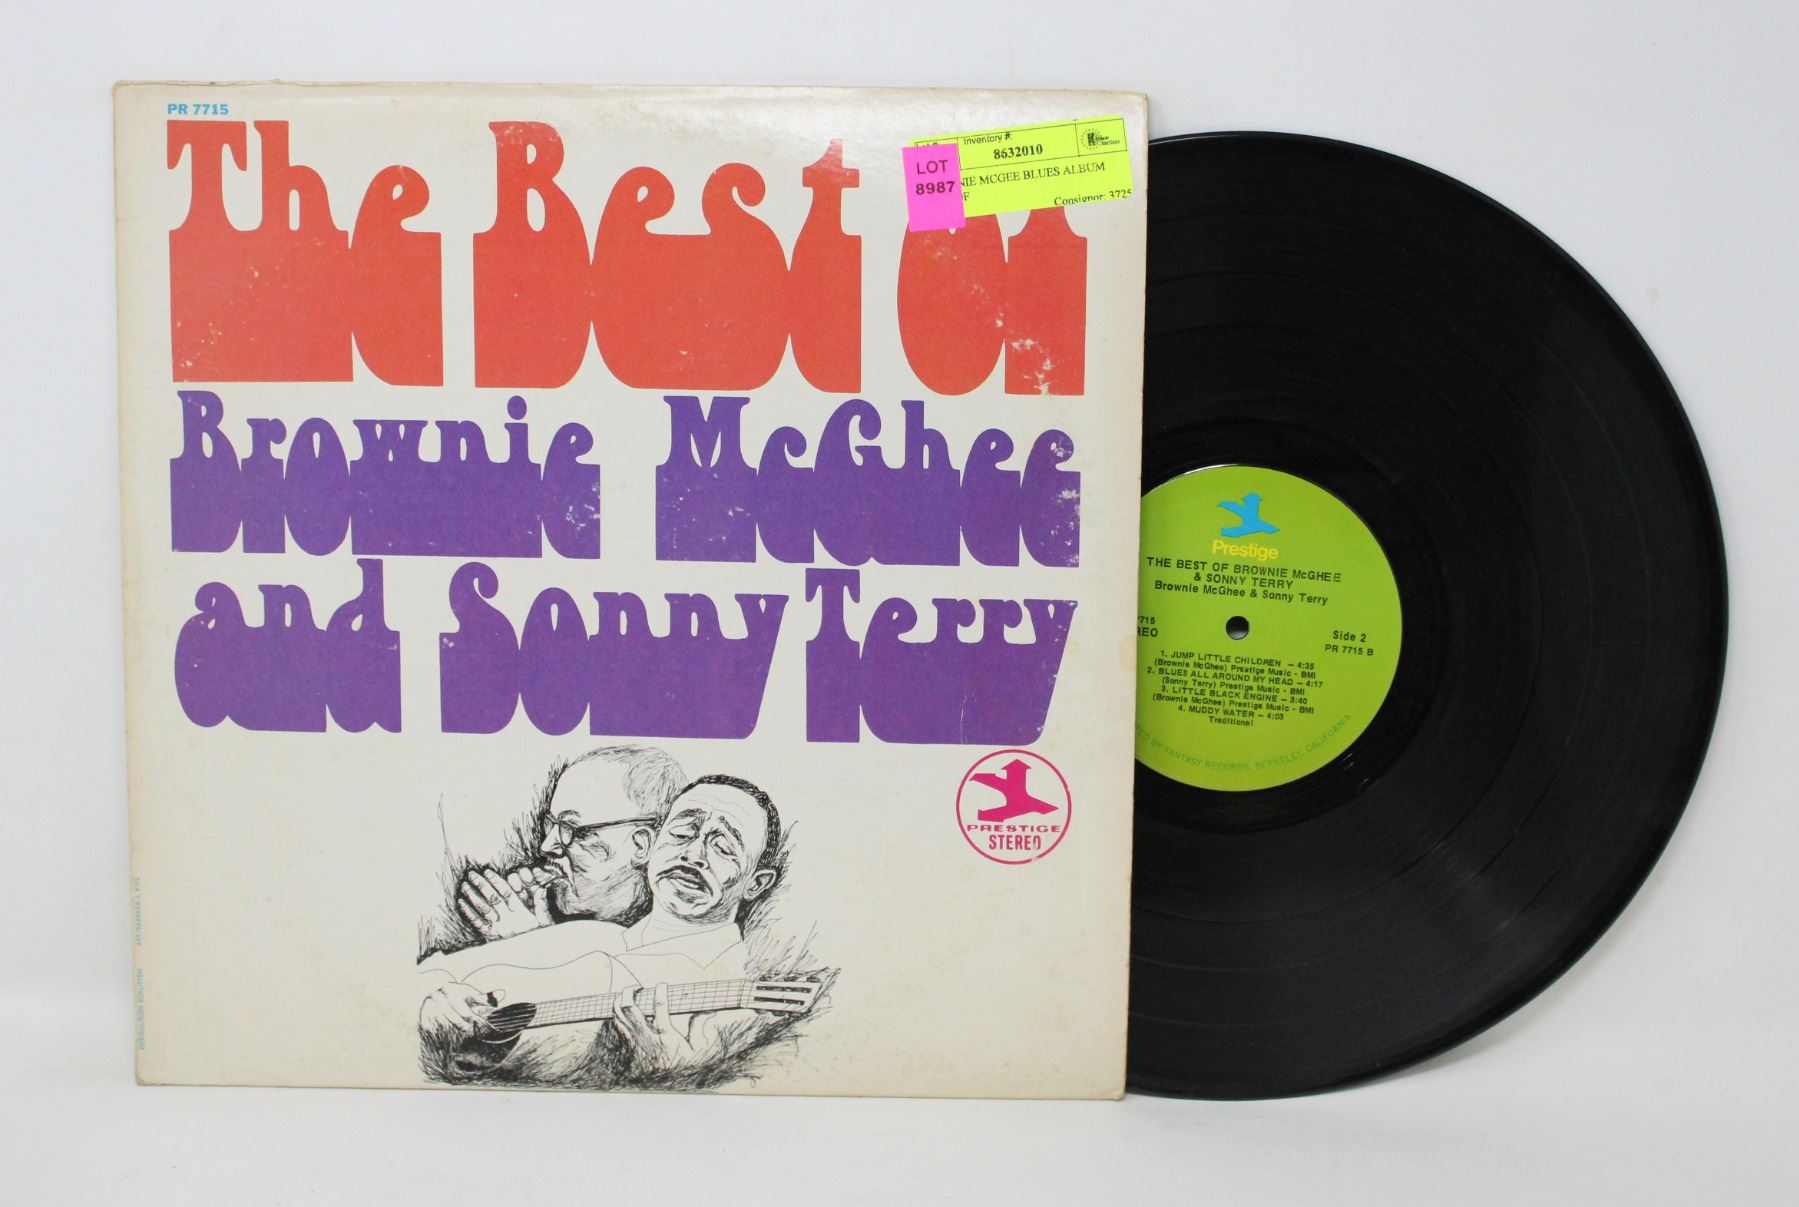 PR 7715
The Best of
Brownie McGhee
and Sonny Terry
Inventory #:
8632010
LOT
8987
MCGEE BLUES ALBUM
Consignor: 3725
PRESTIGE
STEREO
Prestige
THE BEST OF BROWNIE McGHEE
& SONNY TERRY
Brownie McGhee & Sonny Terry
Side 2
PR 7715 B
1. JUMP LITTLE CHILDREN – 4:35
(Brownie McGhee) Prestige Music - BMI
2. BLUES ALL AROUND MY HEAD – 4:17
(Sonny Terry) Prestige Music - BMI
3. LITTLE BLACK ENGINE – 3:40
(Brownie McGhee) Prestige Music - BMI
4. MUDDY WATER – 4:03
Traditional
BY FANTASY RECORDS, BERKELEY, CALIFORNIA